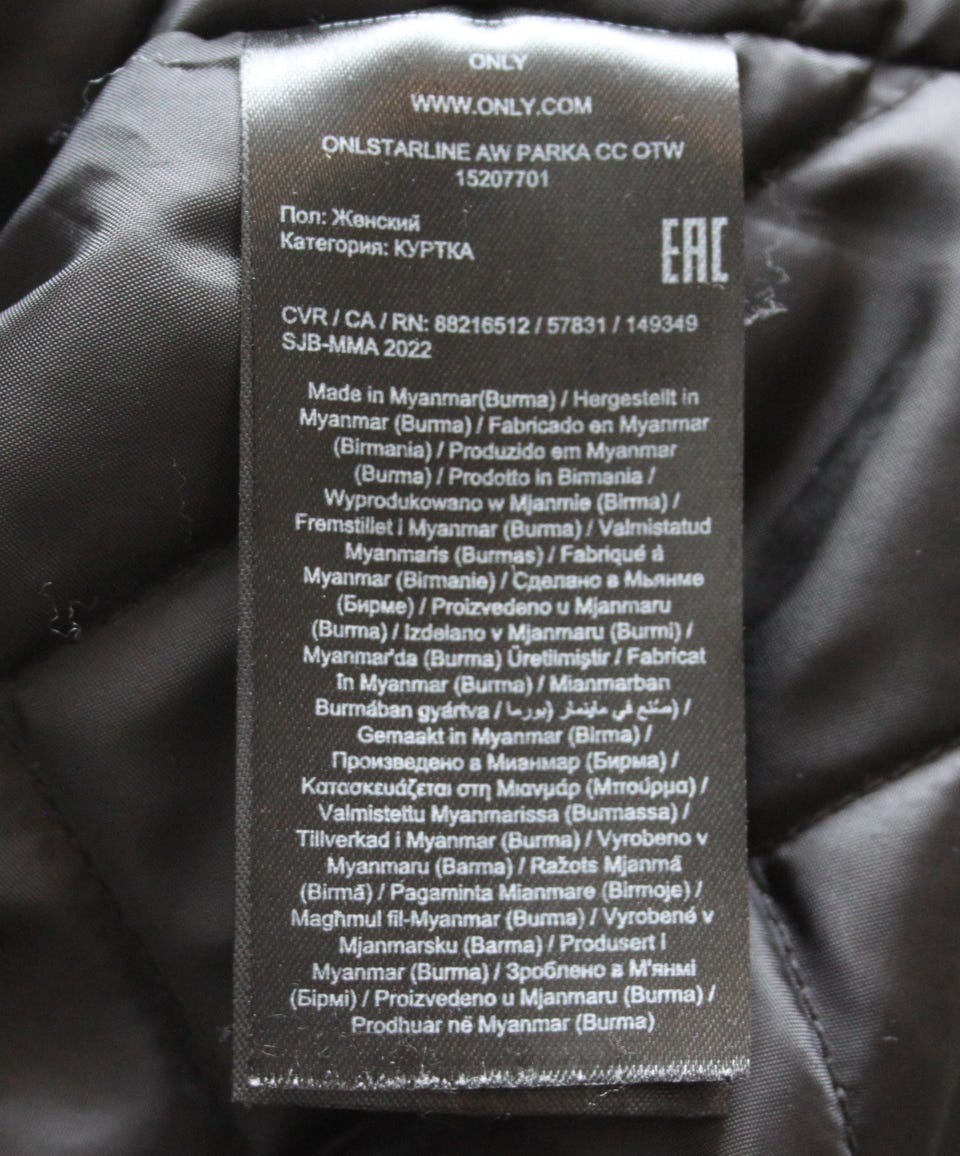 ONLY
WWW.ONLY.COM
ONLSTARLINE AW PARKA CC OTW
15207701
Пол: Женский
Категория: КУРТКА
EAC
CVR / CA / RN: 88216512 / 57831 / 149349
SJB-MMA 2022
Made in Myanmar(Burma) / Hergestellt in
Myanmar (Burma) / Fabricado en Myanmar
(Birmania) / Produzido em Myanmar
(Burma) / Prodotto in Birmania /
Wyprodukowano w Mjanmie (Birma) /
Fremstillet i Myanmar (Burma) / Valmistatud
Myanmaris (Burmas) / Fabriqué á
Myanmar (Birmanie) / Сделано в Мьянме
(Бирме) / Proizvedeno u Mjanmaru
(Burma) / Izdelano v Mjanmaru (Burmi) /
Myanmar'da (Burma) Üretilmiştir / Fabricat
în Myanmar (Burma) / Mianmarban
Burmában gyártva / صُنع في ماينمار (بورما) /
Gemaakt in Myanmar (Birma) /
Произведено в Мианмар (Бирма) /
Κατασκευάζεται στη Μιανμάρ (Μπούρμα) /
Valmistettu Myanmarissa (Burmassa) /
Tillverkad i Myanmar (Burma) / Vyrobeno v
Myanmaru (Barma) / Ražots Mjanmā
(Birmā) / Pagaminta Mianmare (Birmoje) /
Magħmul fil-Myanmar (Burma) / Vyrobené v
Mjanmarsku (Barma) / Produsert i
Myanmar (Burma) / Зроблено в М'янмі
(Бірмі) / Proizvedeno u Mjanmaru (Burma) /
Prodhuar në Myanmar (Burma)